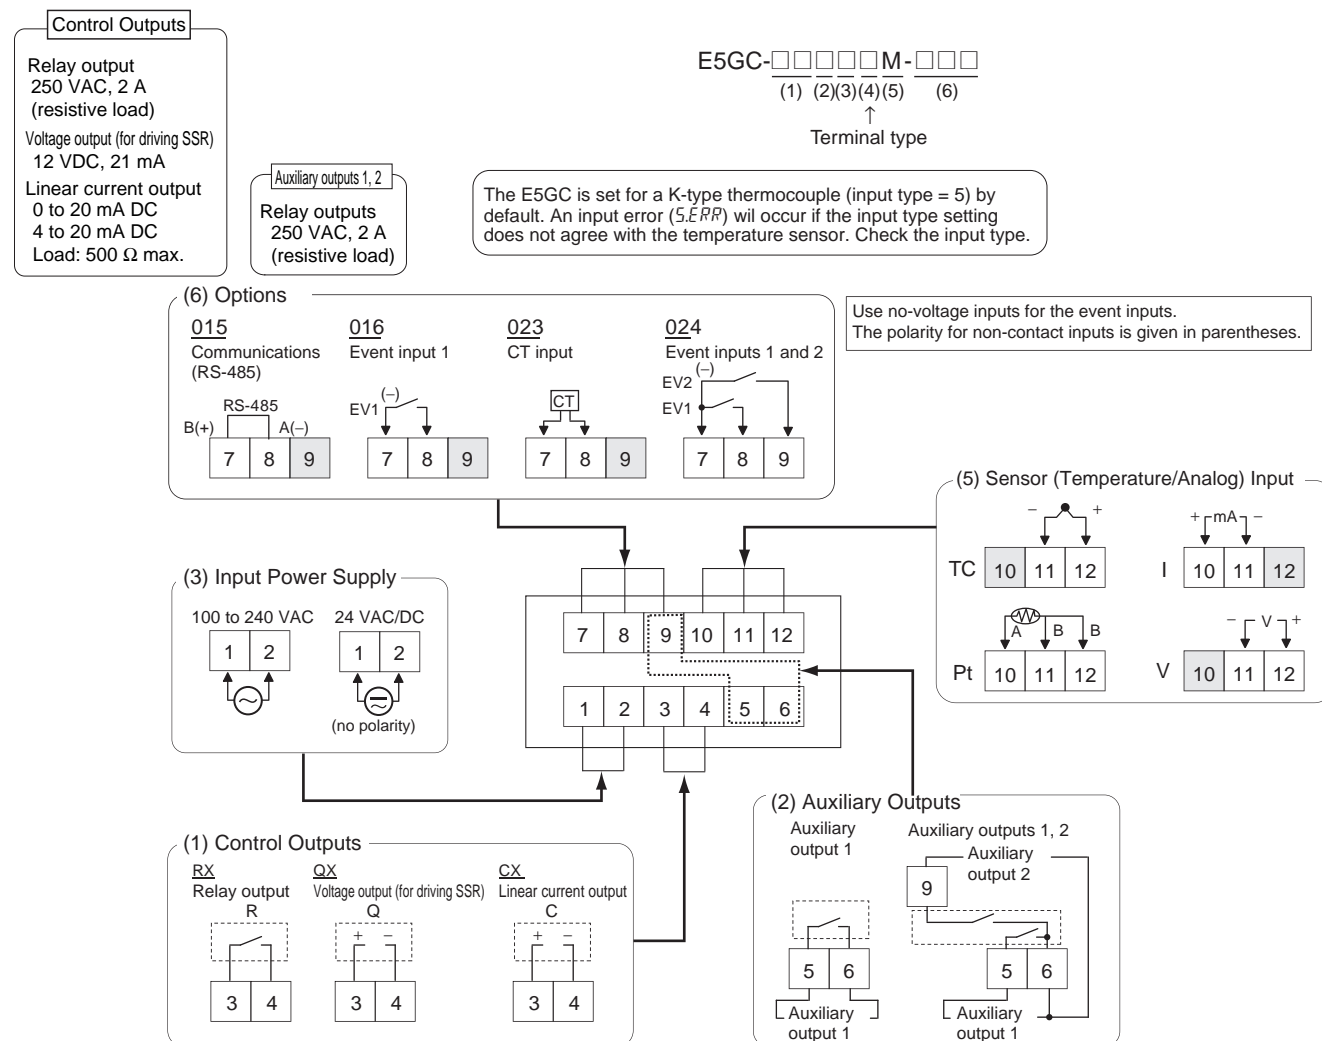 Control Outputs
Relay output
250 VAC, 2 A
(resistive load)
Voltage output (for driving SSR)
12 VDC, 21 mA
Linear current output
0 to 20 mA DC
4 to 20 mA DC
Load: 500 Ω max.
Auxiliary outputs 1, 2
Relay outputs
250 VAC, 2 A
(resistive load)
E5GC-□□□□□M-□□□
(1) (2)(3)(4)(5) (6)
↑
Terminal type
The E5GC is set for a K-type thermocouple (input type = 5) by
default. An input error (S.ERR) wil occur if the input type setting
does not agree with the temperature sensor. Check the input type.
Use no-voltage inputs for the event inputs.
The polarity for non-contact inputs is given in parentheses.
(6) Options
015
Communications
(RS-485)
RS-485
B(+) A(−)
7 8 9
016
Event input 1
(−)
EV1
7 8 9
023
CT input
CT
7 8 9
024
Event inputs 1 and 2
(−)
EV2
EV1
7 8 9
(5) Sensor (Temperature/Analog) Input
− +
TC 10 11 12
+ mA −
I 10 11 12
A B B
Pt 10 11 12
− V +
V 10 11 12
(3) Input Power Supply
100 to 240 VAC
1 2
24 VAC/DC
1 2
(no polarity)
7 8 9 10 11 12
1 2 3 4 5 6
(1) Control Outputs
RX
Relay output
R
3 4
QX
Voltage output (for driving SSR)
Q
+ −
3 4
CX
Linear current output
C
+ −
3 4
(2) Auxiliary Outputs
Auxiliary
output 1
5 6
Auxiliary
output 1
Auxiliary outputs 1, 2
Auxiliary
output 2
9
5 6
Auxiliary
output 1